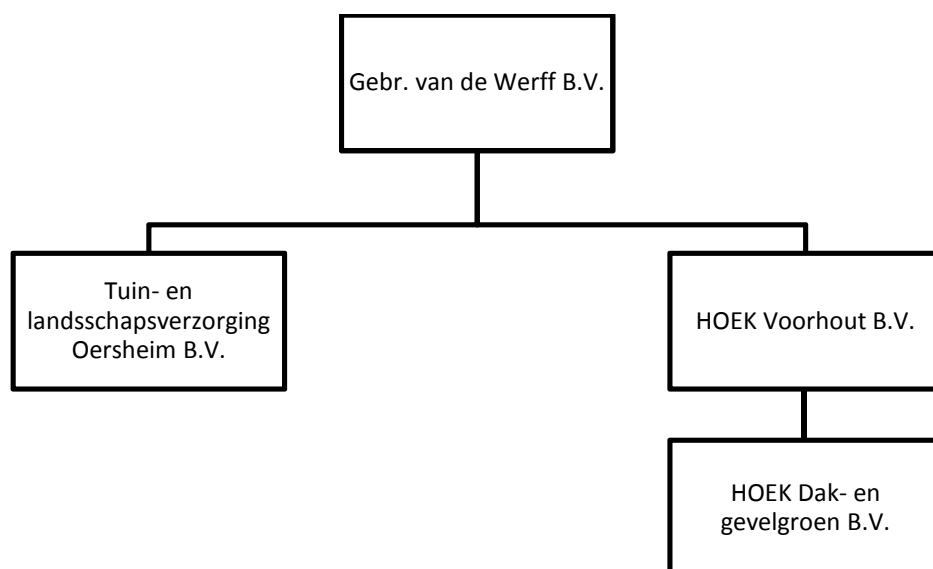 Gebr. van de Werff B.V.
Tuin- en
landsschapsverzorging
Oersheim B.V.
HOEK Voorhout B.V.
HOEK Dak- en
gevelgroen B.V.